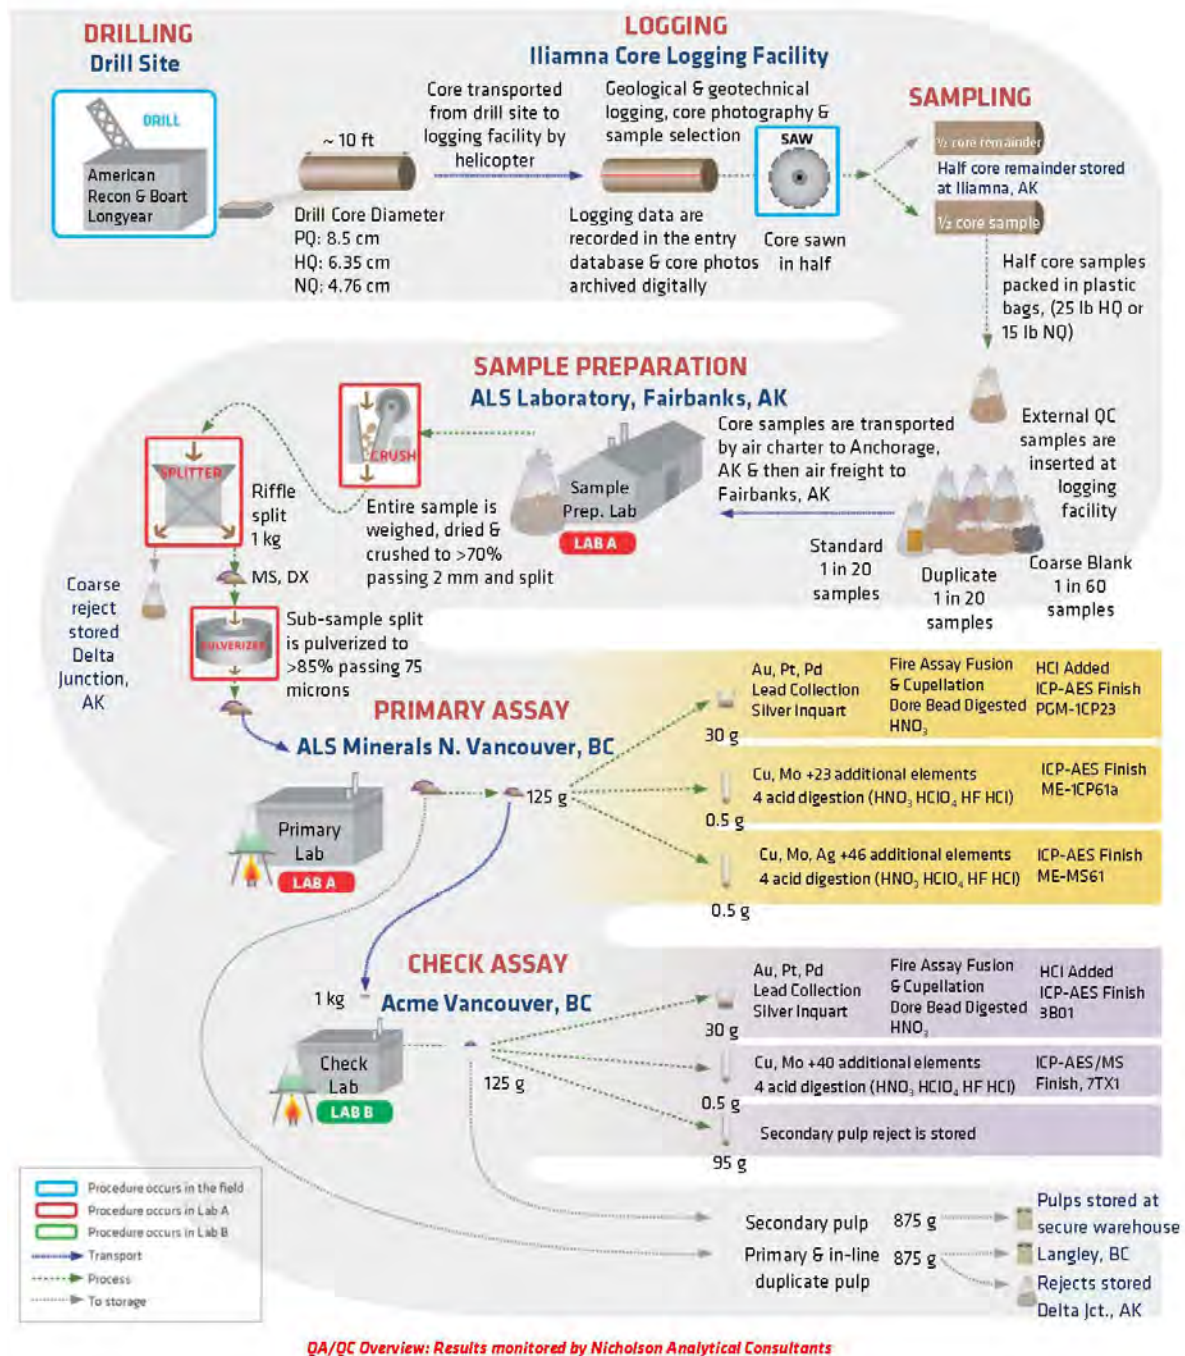 DRILLING
Drill Site
DRILL
American
Recon & Boart
Longyear
~ 10 ft
Drill Core Diameter
PQ: 8.5 cm
HQ: 6.35 cm
NQ: 4.76 cm
Core transported
from drill site to
logging facility by
helicopter
LOGGING
Iliamna Core Logging Facility
Geological & geotechnical
logging, core photography &
sample selection
SAW
Logging data are
recorded in the entry
database & core photos
archived digitally
Core sawn
in half
SAMPLING
½ core remainder
Half core remainder stored
at Iliamna, AK
½ core sample
Half core samples
packed in plastic
bags, (25 lb HQ or
15 lb NQ)
External QC
samples are
inserted at
logging
facility
Standard
1 in 20
samples
Duplicate
1 in 20
samples
Coarse Blank
1 in 60
samples
SAMPLE PREPARATION
ALS Laboratory, Fairbanks, AK
Core samples are transported
by air charter to Anchorage,
AK & then air freight to
Fairbanks, AK
Sample
Prep. Lab
LAB A
CRUSH
Entire sample is
weighed, dried &
crushed to >70%
passing 2 mm and split
SPLITTER
Riffle
split
1 kg
MS, DX
Coarse
reject
stored
Delta
Junction,
AK
PULVERIZER
Sub-sample split
is pulverized to
>85% passing 75
microns
PRIMARY ASSAY
ALS Minerals N. Vancouver, BC
Primary
Lab
LAB A
125 g
30 g
Au, Pt, Pd
Lead Collection
Silver Inquart
Fire Assay Fusion
& Cupellation
Dore Bead Digested
HNO₃
HCl Added
ICP-AES Finish
PGM-1CP23
0.5 g
Cu, Mo +23 additional elements
4 acid digestion (HNO₃ HClO₄ HF HCl)
ICP-AES Finish
ME-1CP61a
0.5 g
Cu, Mo, Ag +46 additional elements
4 acid digestion (HNO₃ HClO₄ HF HCl)
ICP-AES Finish
ME-MS61
CHECK ASSAY
Acme Vancouver, BC
1 kg
Check
Lab
LAB B
125 g
30 g
Au, Pt, Pd
Lead Collection
Silver Inquart
Fire Assay Fusion
& Cupellation
Dore Bead Digested
HNO₃
HCl Added
ICP-AES Finish
3B01
0.5 g
Cu, Mo +40 additional elements
4 acid digestion (HNO₃ HClO₄ HF HCl)
ICP-AES/MS
Finish, 7TX1
95 g
Secondary pulp reject is stored
Secondary pulp
875 g
Pulps stored at
secure warehouse
Langley, BC
Primary & in-line
duplicate pulp
875 g
Rejects stored
Delta Jct., AK
Procedure occurs in the field
Procedure occurs in Lab A
Procedure occurs in Lab B
Transport
Process
To storage
QA/QC Overview: Results monitored by Nicholson Analytical Consultants